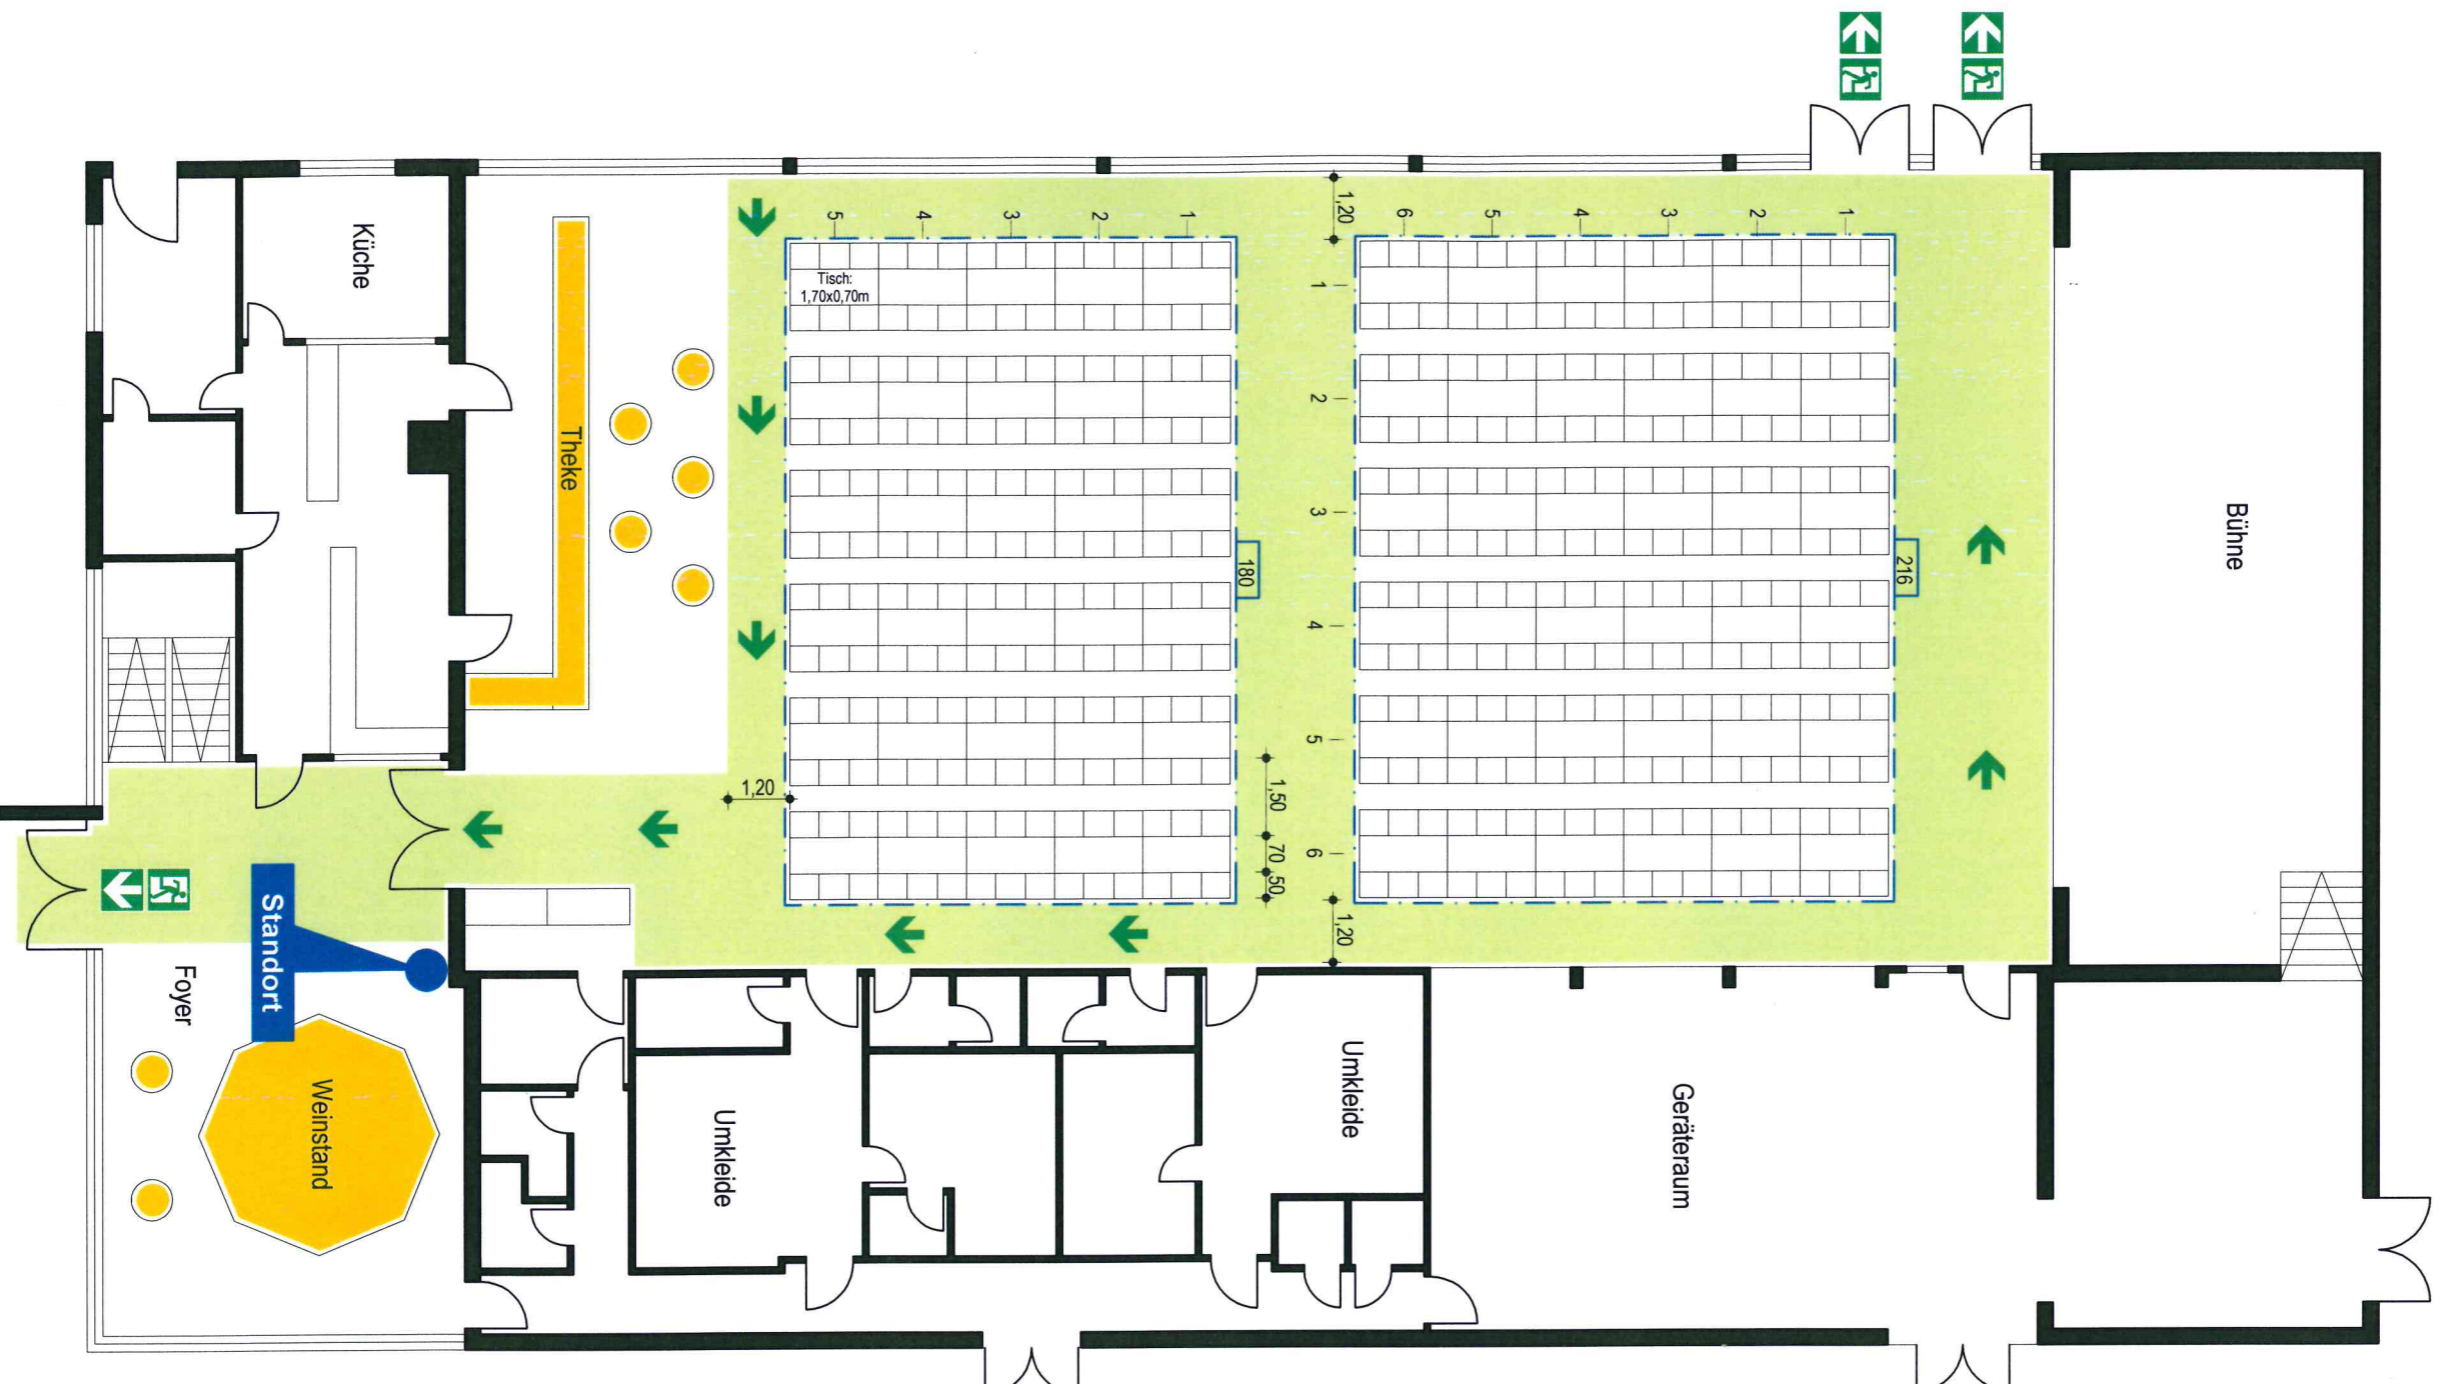 Küche
Theke
Tisch:
1,70x0,70m
5
4
3
2
1
1,20
6
5
4
3
2
1
1
2
3
4
5
6
180
216
Bühne
1,20
1,50
70
50
1,20
Standort
Foyer
Weinstand
Umkleide
Umkleide
Geräteraum